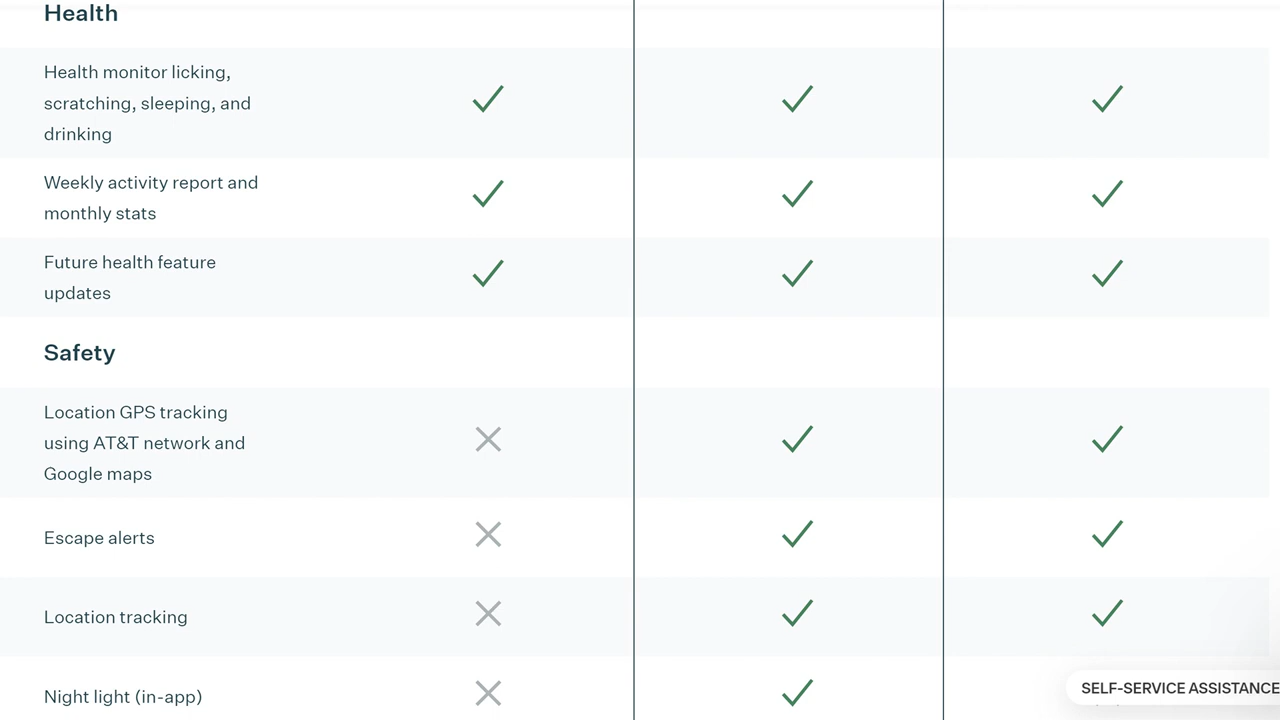 Health
Health monitor licking,
scratching, sleeping, and
drinking
Weekly activity report and
monthly stats
Future health feature
updates
Safety
Location GPS tracking
using AT&T network and
Google maps
Escape alerts
Location tracking
Night light (in-app)
SELF-SERVICE ASSISTANCE